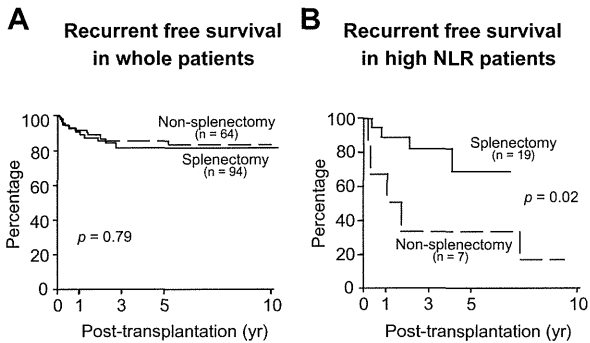 A
Recurrent free survival
in whole patients
100
80
60
40
20
0
Percentage
Non-splenectomy
(n = 64)
Splenectomy
(n = 94)
p = 0.79
0 1 3 5 10
Post-transplantation (yr)
B
Recurrent free survival
in high NLR patients
100
80
60
40
20
0
Percentage
Splenectomy
(n = 19)
p = 0.02
Non-splenectomy
(n = 7)
0 1 3 5 10
Post-transplantation (yr)